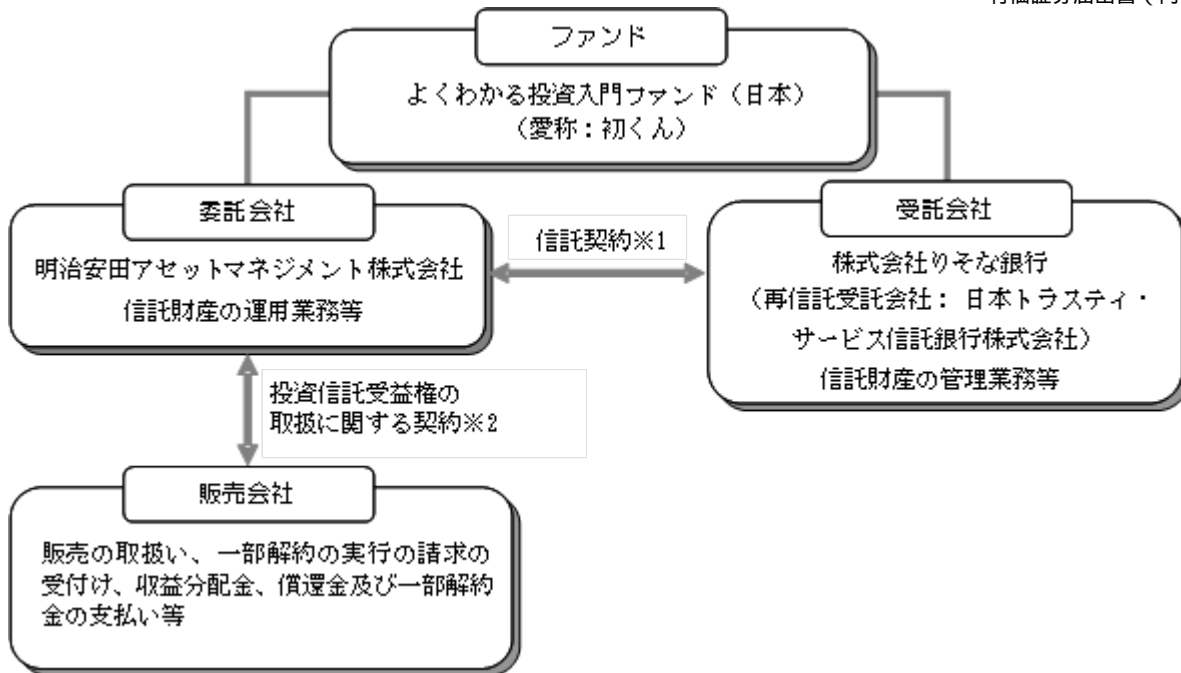 ファンド
よくわかる投資入門ファンド（日本）
（愛称：初くん）
委託会社
明治安田アセットマネジメント株式会社
信託財産の運用業務等
信託契約※1
受託会社
株式会社りそな銀行
（再信託受託会社： 日本トラスティ・
サービス信託銀行株式会社）
信託財産の管理業務等
投資信託受益権の
取扱に関する契約※2
販売会社
販売の取扱い、一部解約の実行の請求の
受付け、収益分配金、償還金及び一部解約
金の支払い等